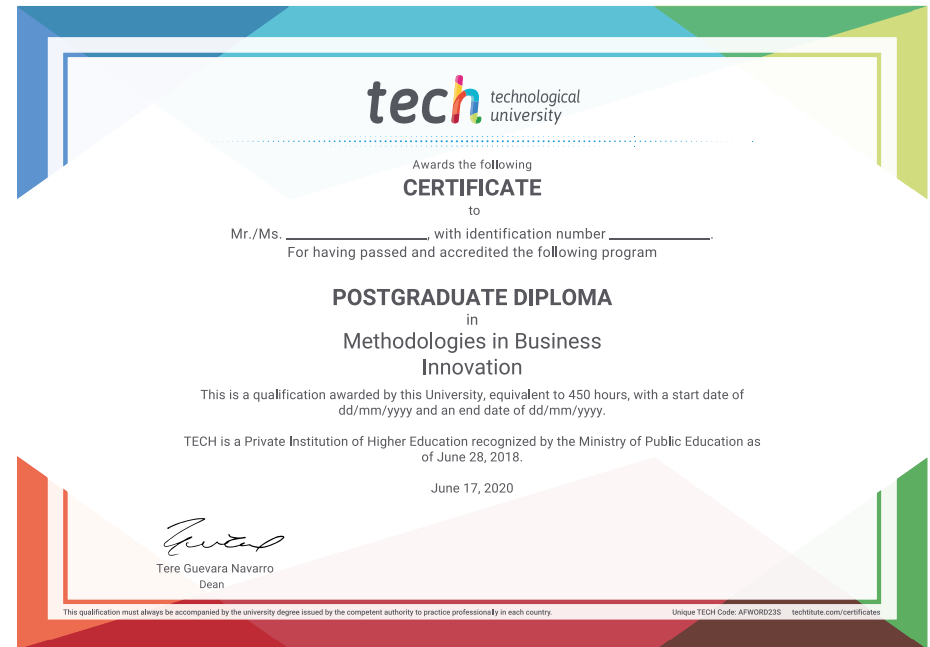 tech technological
university
Awards the following
CERTIFICATE
to
Mr./Ms. ____________________, with identification number ______________.
For having passed and accredited the following program
POSTGRADUATE DIPLOMA
in
Methodologies in Business
Innovation
This is a qualification awarded by this University, equivalent to 450 hours, with a start date of
dd/mm/yyyy and an end date of dd/mm/yyyy.
TECH is a Private Institution of Higher Education recognized by the Ministry of Public Education as
of June 28, 2018.
June 17, 2020
Tere Guevara Navarro
Dean
This qualification must always be accompanied by the university degree issued by the competent authority to practice professionally in each country. Unique TECH Code: AFWORD23S techtitute.com/certificates